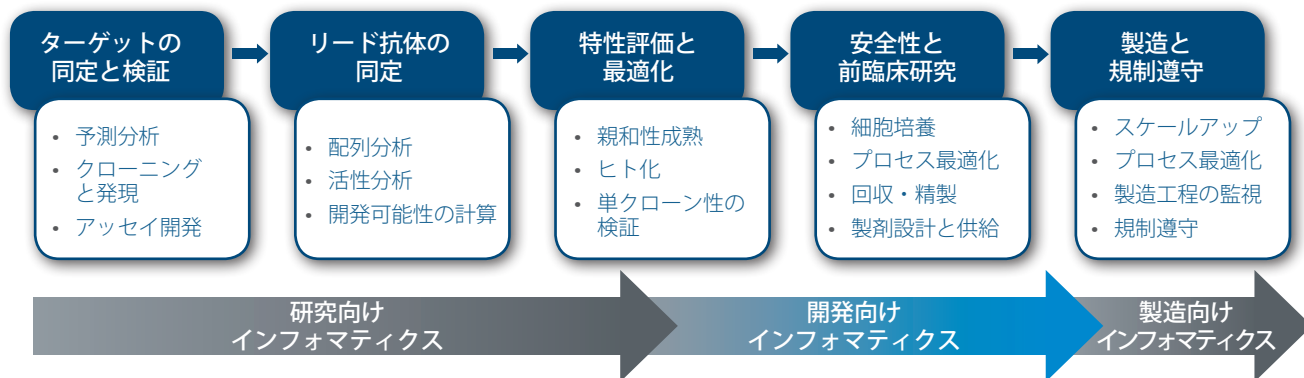 ターゲットの
同定と検証
リード抗体の
同定
特性評価と
最適化
安全性と
前臨床研究
製造と
規制遵守
• 予測分析
• クローニング
と発現
• アッセイ開発
• 配列分析
• 活性分析
• 開発可能性の計算
• 親和性成熟
• ヒト化
• 単クローン性の
検証
• 細胞培養
• プロセス最適化
• 回収・精製
• 製剤設計と供給
• スケールアップ
• プロセス最適化
• 製造工程の監視
• 規制遵守
研究向け
インフォマティクス
開発向け
インフォマティクス
製造向け
インフォマティクス